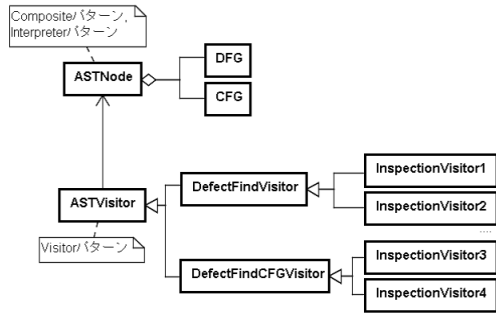 Compositeパターン,
Interpreterパターン
ASTNode
DFG
CFG
ASTVisitor
Visitorパターン
DefectFindVisitor
InspectionVisitor1
InspectionVisitor2
....
DefectFindCFGVisitor
InspectionVisitor3
InspectionVisitor4